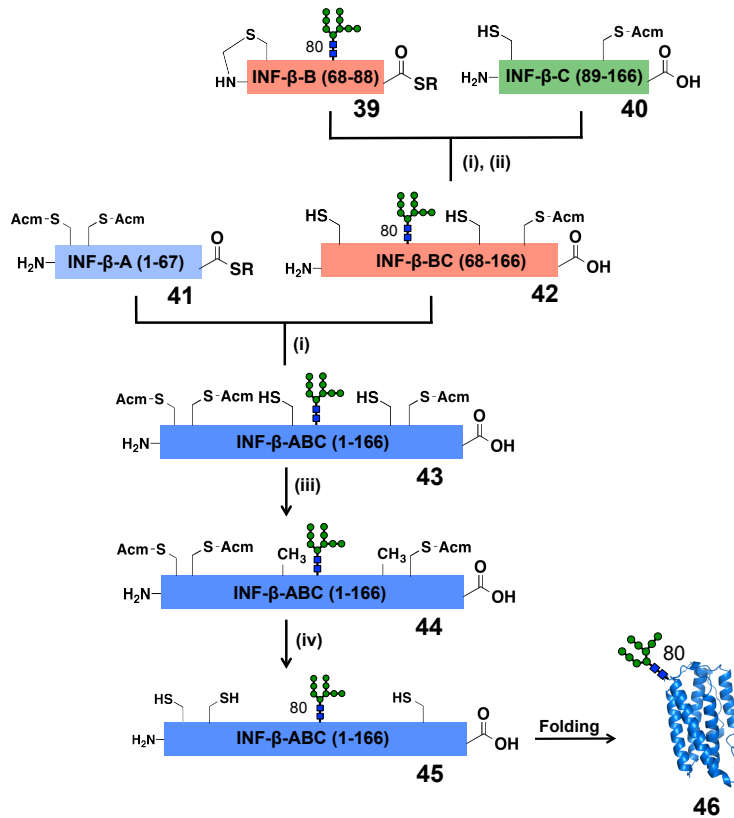 S
HN
80
INF-β-B (68-88)
O
SR
39
HS
S-Acm
H₂N
INF-β-C (89-166)
O
OH
40
(i), (ii)
Acm-S
S-Acm
H₂N
INF-β-A (1-67)
O
SR
41
HS
80
HS
S-Acm
H₂N
INF-β-BC (68-166)
O
OH
42
(i)
Acm-S
S-Acm
HS
HS
S-Acm
H₂N
INF-β-ABC (1-166)
O
OH
43
(iii)
Acm-S
S-Acm
CH₃
CH₃
S-Acm
H₂N
INF-β-ABC (1-166)
O
OH
44
(iv)
HS
SH
80
HS
H₂N
INF-β-ABC (1-166)
O
OH
45
Folding
80
46